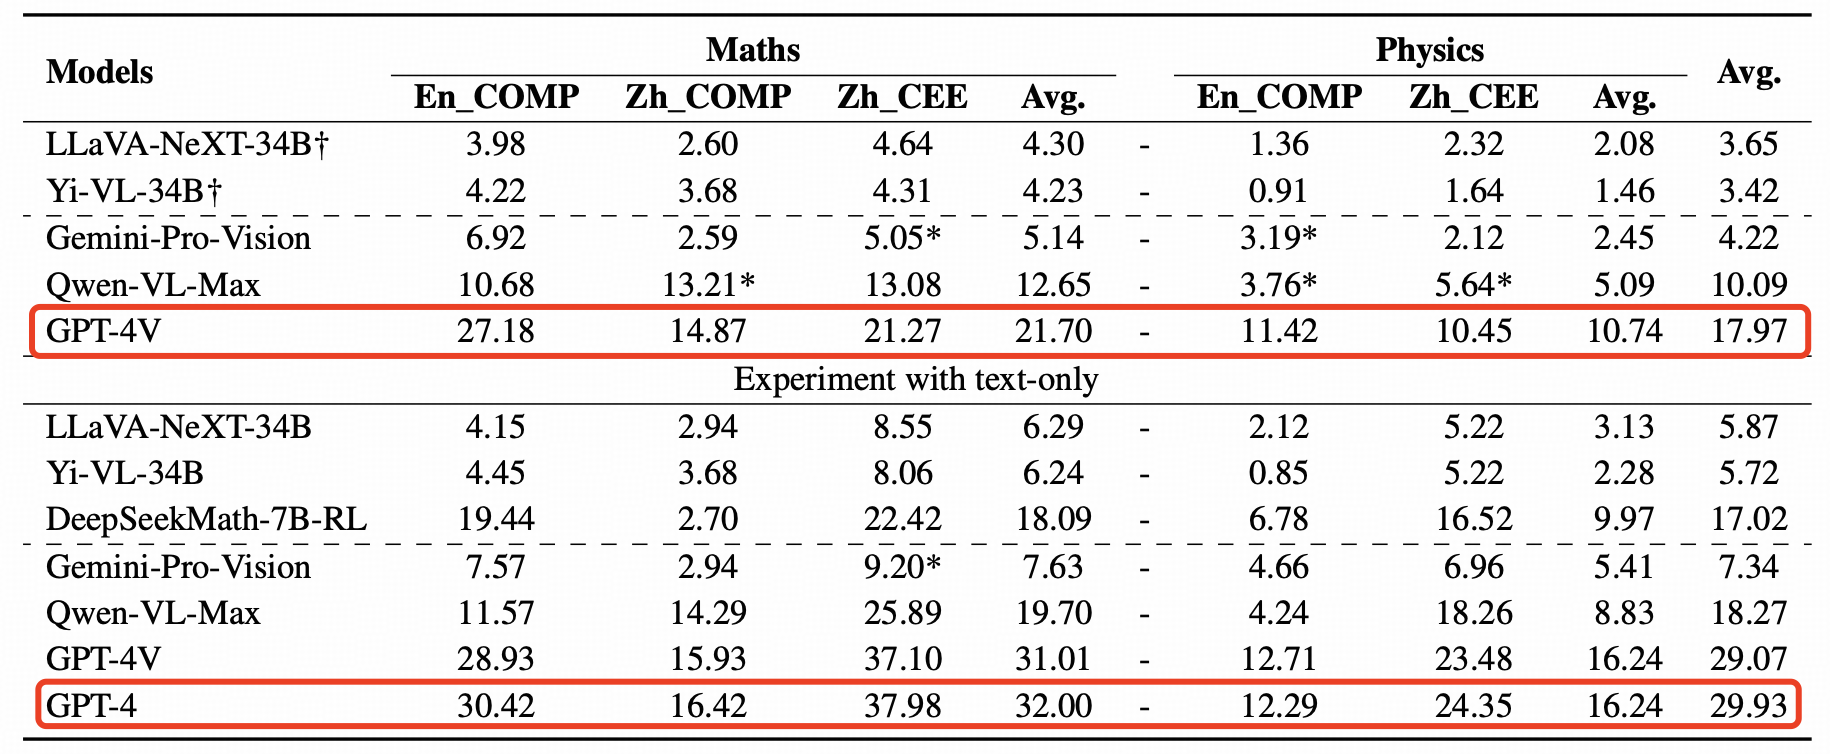 Models Maths Physics Avg.
En_COMP Zh_COMP Zh_CEE Avg. En_COMP Zh_CEE Avg.
LLaVA-NeXT-34B† 3.98 2.60 4.64 4.30 - 1.36 2.32 2.08 3.65
Yi-VL-34B† 4.22 3.68 4.31 4.23 - 0.91 1.64 1.46 3.42
Gemini-Pro-Vision 6.92 2.59 5.05* 5.14 - 3.19* 2.12 2.45 4.22
Qwen-VL-Max 10.68 13.21* 13.08 12.65 - 3.76* 5.64* 5.09 10.09
GPT-4V 27.18 14.87 21.27 21.70 - 11.42 10.45 10.74 17.97
Experiment with text-only
LLaVA-NeXT-34B 4.15 2.94 8.55 6.29 - 2.12 5.22 3.13 5.87
Yi-VL-34B 4.45 3.68 8.06 6.24 - 0.85 5.22 2.28 5.72
DeepSeekMath-7B-RL 19.44 2.70 22.42 18.09 - 6.78 16.52 9.97 17.02
Gemini-Pro-Vision 7.57 2.94 9.20* 7.63 - 4.66 6.96 5.41 7.34
Qwen-VL-Max 11.57 14.29 25.89 19.70 - 4.24 18.26 8.83 18.27
GPT-4V 28.93 15.93 37.10 31.01 - 12.71 23.48 16.24 29.07
GPT-4 30.42 16.42 37.98 32.00 - 12.29 24.35 16.24 29.93